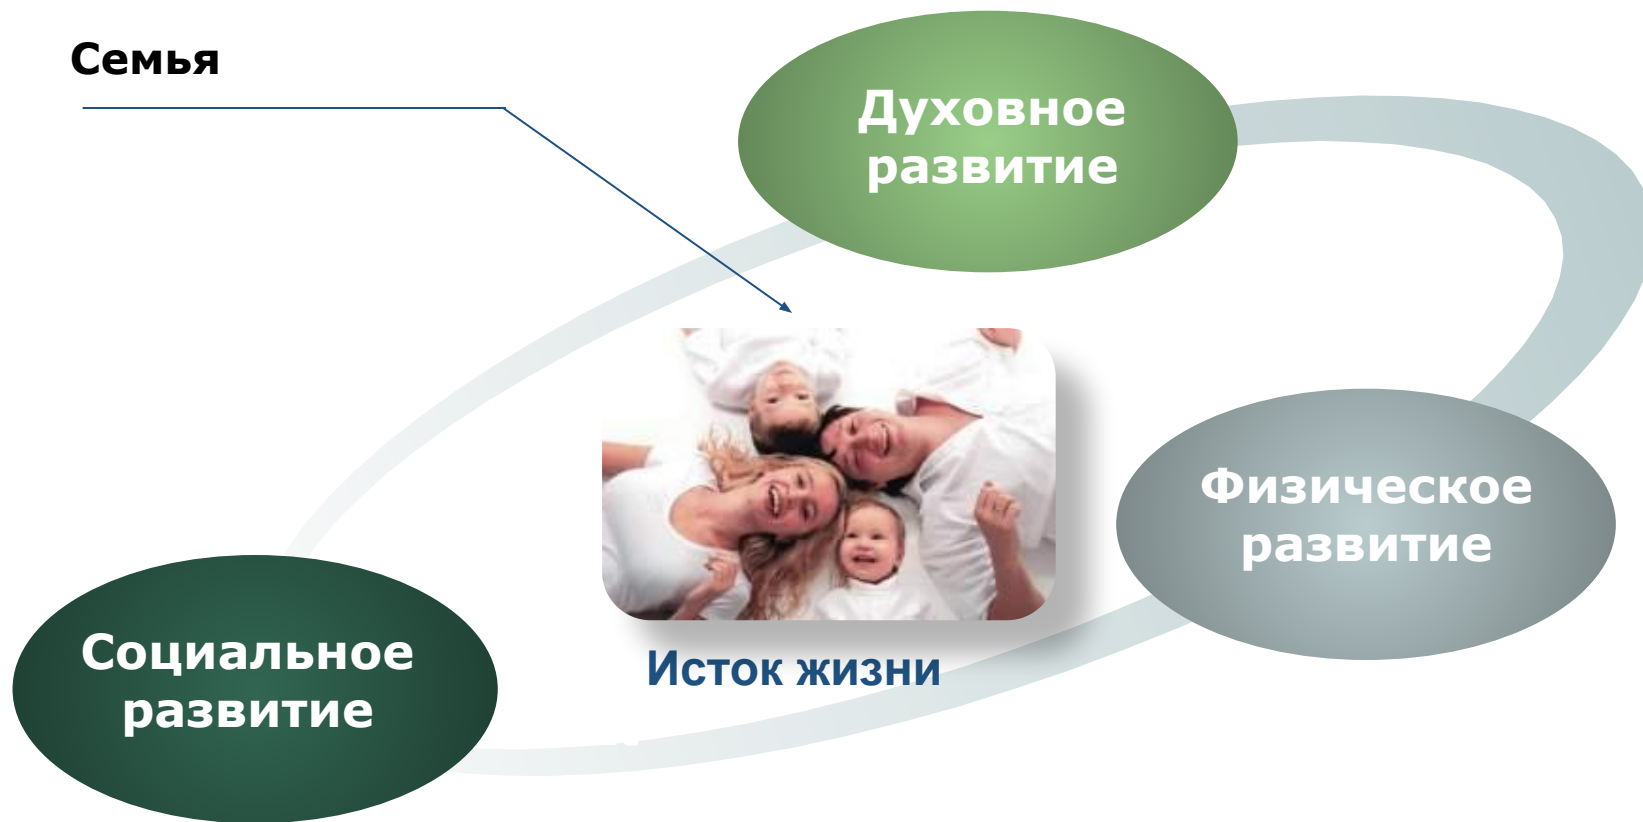 Семья
Духовное
развитие
Физическое
развитие
Социальное
развитие
Исток жизни